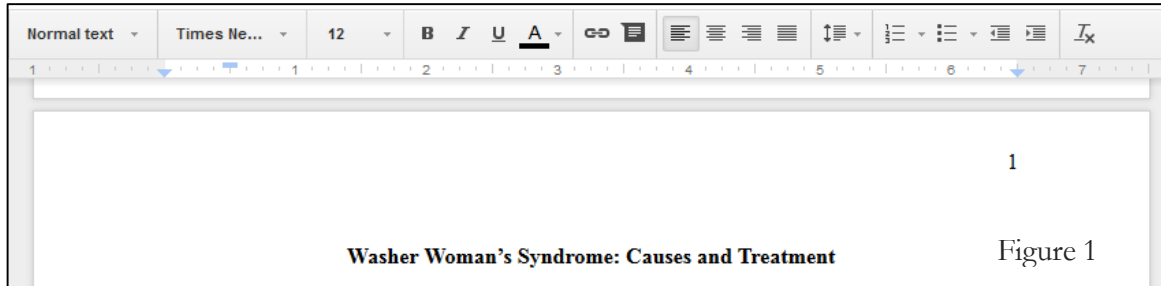 Normal text Times Ne... 12 B I U A
1 1 2 3 4 5 6 7
1
Washer Woman's Syndrome: Causes and Treatment
Figure 1